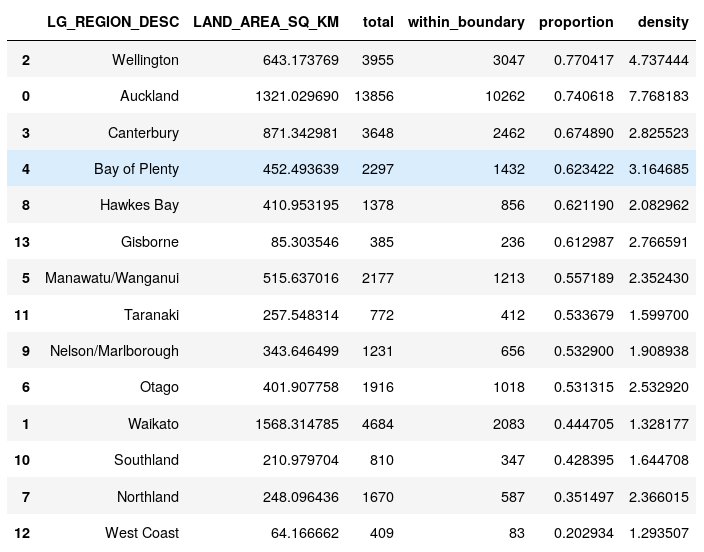 LG_REGION_DESC LAND_AREA_SQ_KM total within_boundary proportion density
2 Wellington 643.173769 3955 3047 0.770417 4.737444
0 Auckland 1321.029690 13856 10262 0.740618 7.768183
3 Canterbury 871.342981 3648 2462 0.674890 2.825523
4 Bay of Plenty 452.493639 2297 1432 0.623422 3.164685
8 Hawkes Bay 410.953195 1378 856 0.621190 2.082962
13 Gisborne 85.303546 385 236 0.612987 2.766591
5 Manawatu/Wanganui 515.637016 2177 1213 0.557189 2.352430
11 Taranaki 257.548314 772 412 0.533679 1.599700
9 Nelson/Marlborough 343.646499 1231 656 0.532900 1.908938
6 Otago 401.907758 1916 1018 0.531315 2.532920
1 Waikato 1568.314785 4684 2083 0.444705 1.328177
10 Southland 210.979704 810 347 0.428395 1.644708
7 Northland 248.096436 1670 587 0.351497 2.366015
12 West Coast 64.166662 409 83 0.202934 1.293507